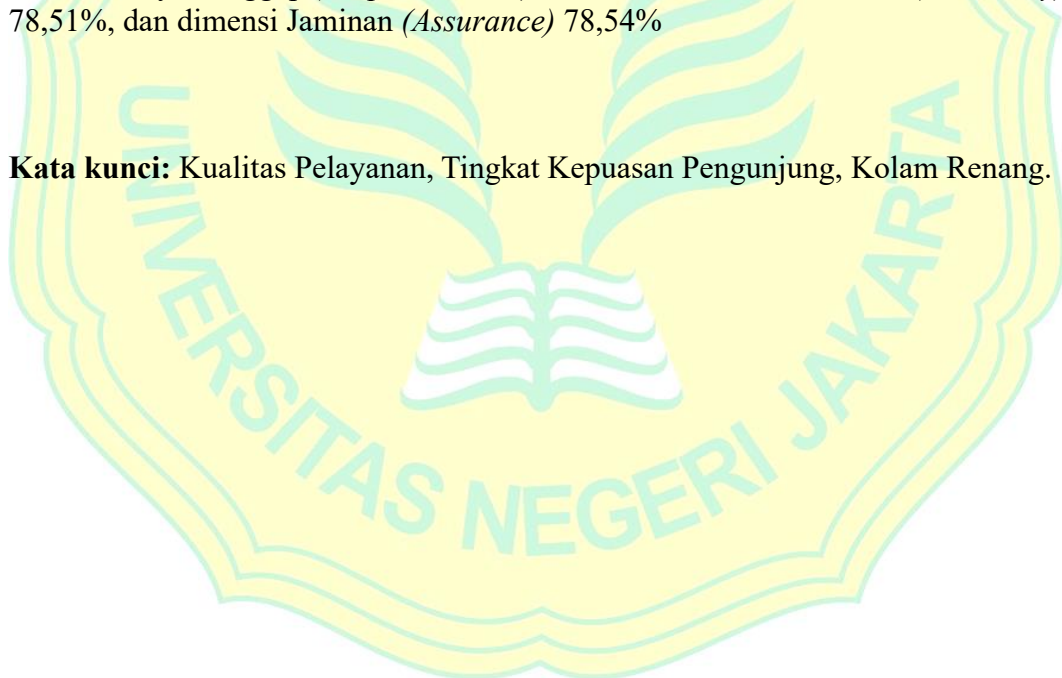 78,51%, dan dimensi Jaminan (Assurance) 78,54%
Kata kunci: Kualitas Pelayanan, Tingkat Kepuasan Pengunjung, Kolam Renang.
UNIVERSITAS NEGERI JAKARTA